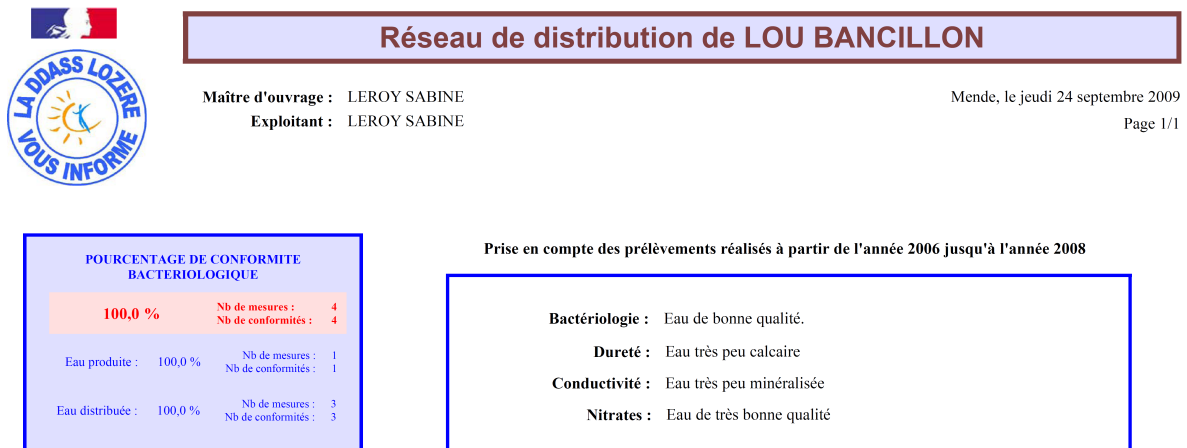 Réseau de distribution de LOU BANCILLON
LA DDASS LOZERE
VOUS INFORME
Maître d'ouvrage : LEROY SABINE
Exploitant : LEROY SABINE
Mende, le jeudi 24 septembre 2009
Page 1/1
POURCENTAGE DE CONFORMITE
BACTERIOLOGIQUE
100,0 %
Nb de mesures : 4
Nb de conformités : 4
Eau produite : 100,0 %
Nb de mesures : 1
Nb de conformités : 1
Eau distribuée : 100,0 %
Nb de mesures : 3
Nb de conformités : 3
Prise en compte des prélèvements réalisés à partir de l'année 2006 jusqu'à l'année 2008
Bactériologie : Eau de bonne qualité.
Dureté : Eau très peu calcaire
Conductivité : Eau très peu minéralisée
Nitrates : Eau de très bonne qualité